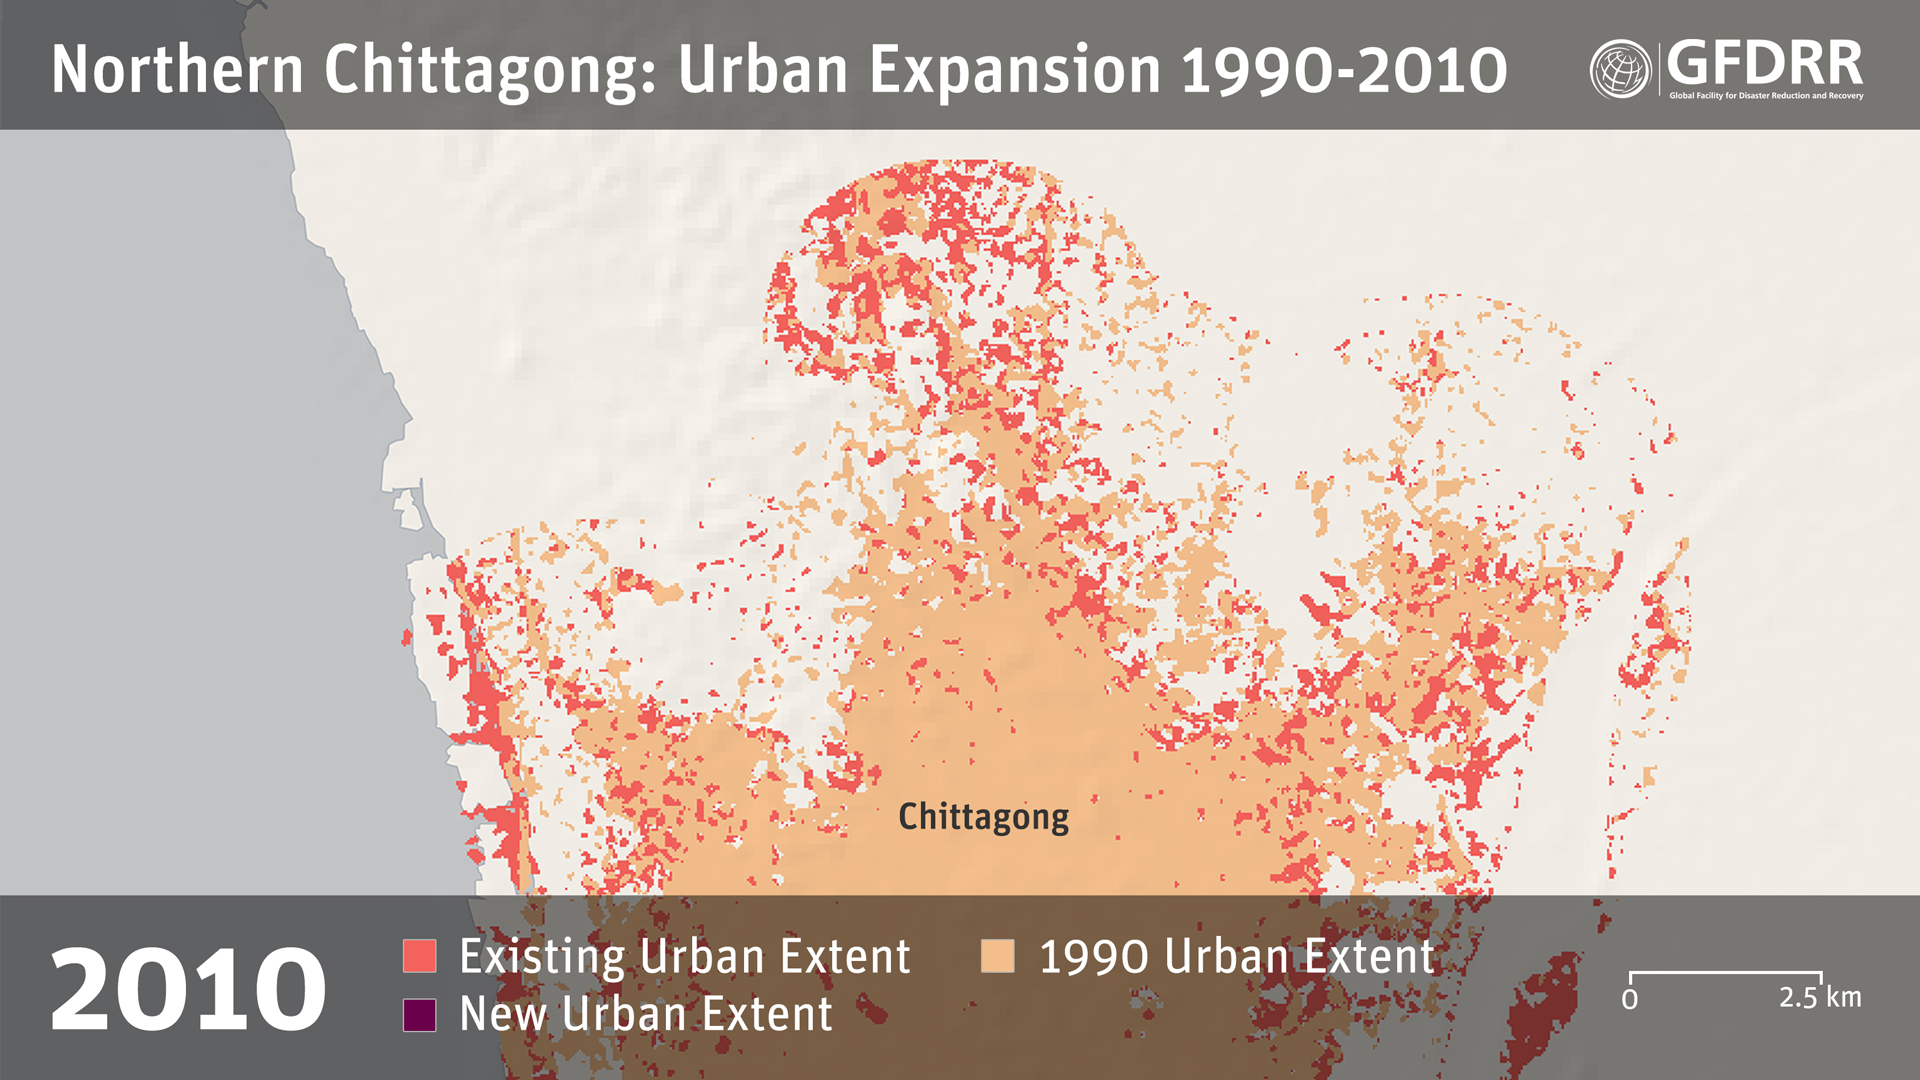 Northern Chittagong: Urban Expansion 1990-2010
GFDRR
Global Facility for Disaster Reduction and Recovery
Chittagong
2010
Existing Urban Extent
1990 Urban Extent
New Urban Extent
0
2.5 km